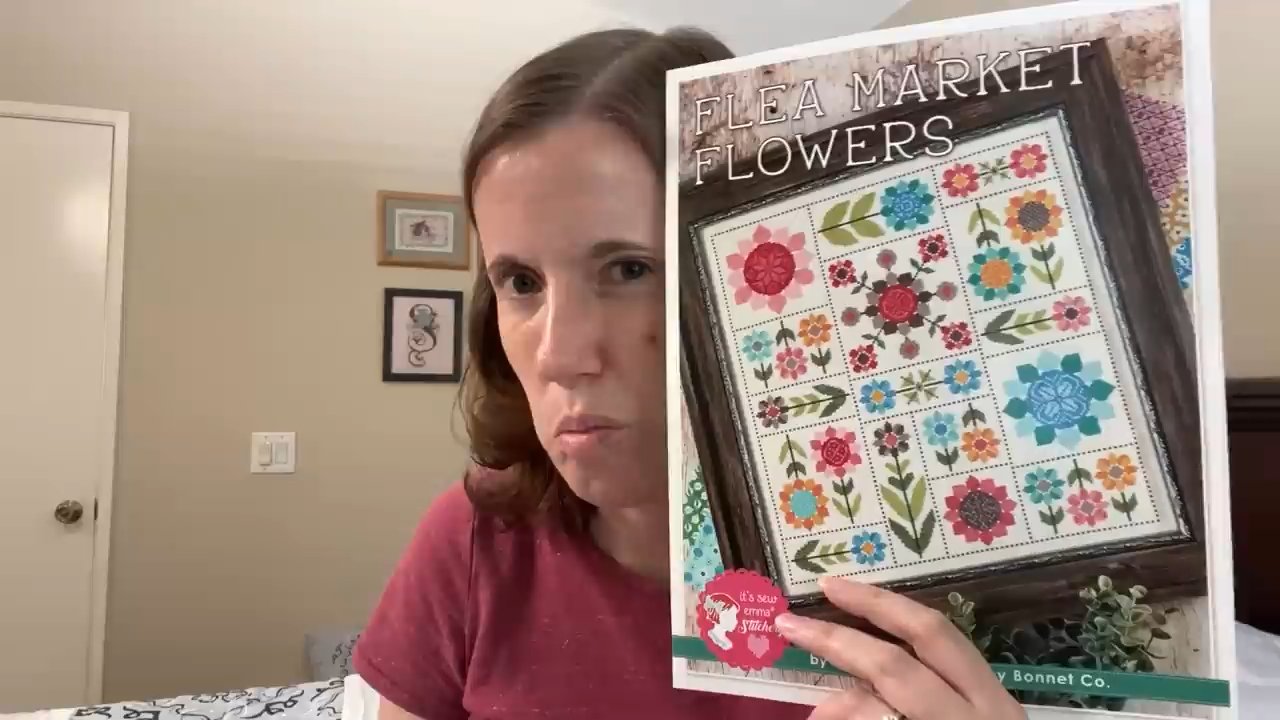 FLEA MARKET
FLOWERS
it's sew
emma®
Stitchery
by
y Bonnet Co.